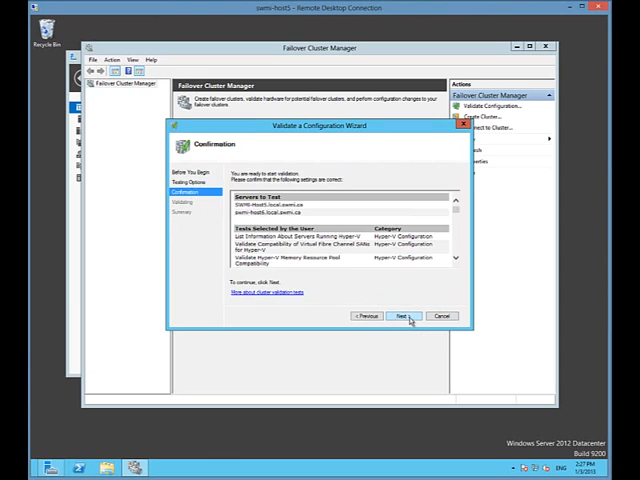 swmi-host5 - Remote Desktop Connection
Recycle Bin
Failover Cluster Manager
File Action View Help
Failover Cluster Manager
Failover Cluster Manager
Create failover clusters, validate hardware for potential failover clusters, and perform configuration changes to your
failover clusters.
Actions
Failover Cluster Manager
Validate Configuration...
Create Cluster...
nnect to Cluster...
Validate a Configuration Wizard
Confirmation
Before You Begin
Testing Options
Confirmation
Validating
Summary
You are ready to start validation.
Please confirm that the following settings are correct:
Servers to Test
SWMI-Host5.local.swmi.ca
swmi-host6.local.swmi.ca
Tests Selected by the User Category
List Information About Servers Running Hyper-V Hyper-V Configuration
Validate Compatibility of Virtual Fibre Channel SANs Hyper-V Configuration
for Hyper-V
Validate Hyper-V Memory Resource Pool Hyper-V Configuration
Compatibility
To continue, click Next.
More about cluster validation tests
< Previous
Next >
Cancel
Windows Server 2012 Datacenter
Build 9200
ENG
2:27 PM
1/3/2013